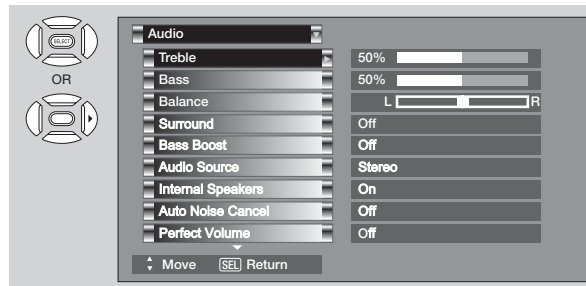 SELECT
OR
Audio
Treble 50%
Bass 50%
Balance L R
Surround Off
Bass Boost Off
Audio Source Stereo
Internal Speakers On
Auto Noise Cancel Off
Perfect Volume Off
Move SEL Return